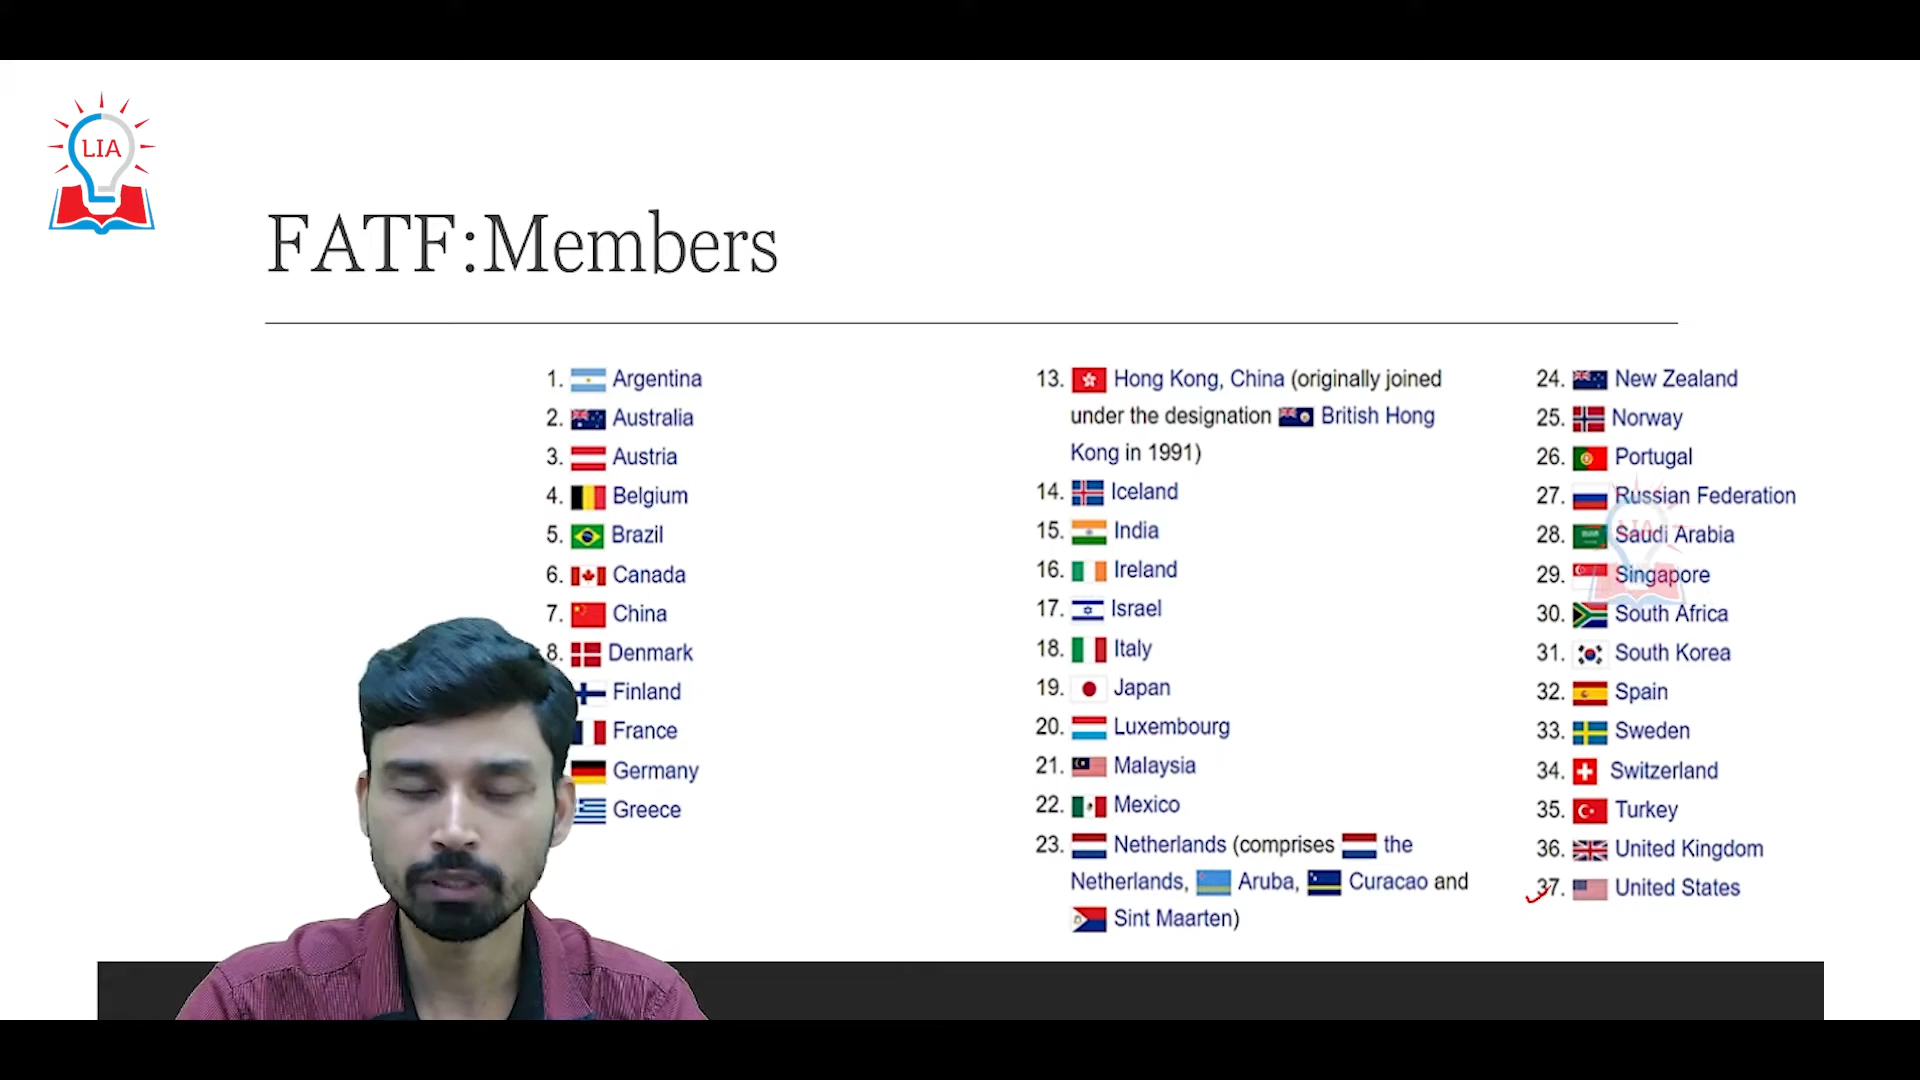 LIA
FATF:Members
1. Argentina
2. Australia
3. Austria
4. Belgium
5. Brazil
6. Canada
7. China
8. Denmark
Finland
France
Germany
Greece
13. Hong Kong, China (originally joined
under the designation British Hong
Kong in 1991)
14. Iceland
15. India
16. Ireland
17. Israel
18. Italy
19. Japan
20. Luxembourg
21. Malaysia
22. Mexico
23. Netherlands (comprises the
Netherlands, Aruba, Curacao and
Sint Maarten)
24. New Zealand
25. Norway
26. Portugal
27. Russian Federation
28. Saudi Arabia
29. Singapore
30. South Africa
31. South Korea
32. Spain
33. Sweden
34. Switzerland
35. Turkey
36. United Kingdom
37. United States
LIA